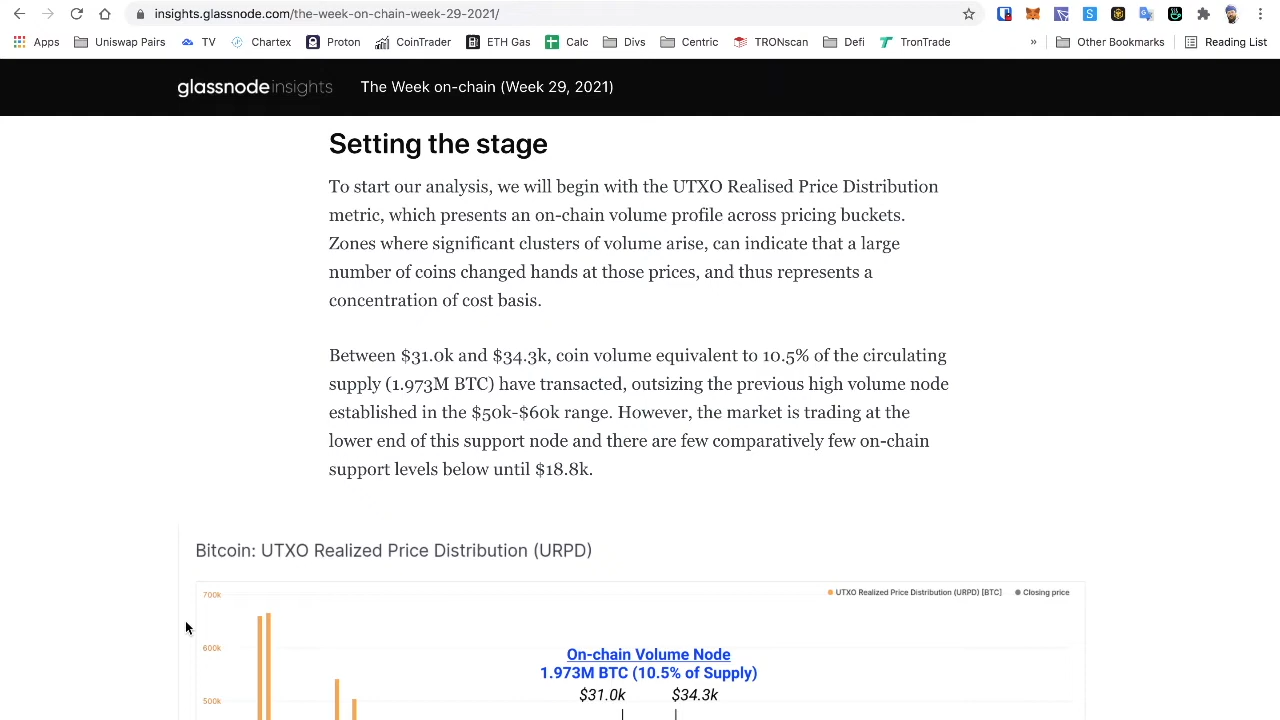 insights.glassnode.com/the-week-on-chain-week-29-2021/
Apps Uniswap Pairs TV Chartex Proton CoinTrader ETH Gas Calc Divs Centric TRONscan Defi TronTrade » Other Bookmarks Reading List
glassnodeinsights The Week on-chain (Week 29, 2021)
Setting the stage
To start our analysis, we will begin with the UTXO Realised Price Distribution
metric, which presents an on-chain volume profile across pricing buckets.
Zones where significant clusters of volume arise, can indicate that a large
number of coins changed hands at those prices, and thus represents a
concentration of cost basis.
Between $31.0k and $34.3k, coin volume equivalent to 10.5% of the circulating
supply (1.973M BTC) have transacted, outsizing the previous high volume node
established in the $50k-$60k range. However, the market is trading at the
lower end of this support node and there are few comparatively few on-chain
support levels below until $18.8k.
Bitcoin: UTXO Realized Price Distribution (URPD)
700k
UTXO Realized Price Distribution (URPD) [BTC] Closing price
600k
On-chain Volume Node
1.973M BTC (10.5% of Supply)
$31.0k $34.3k
500k